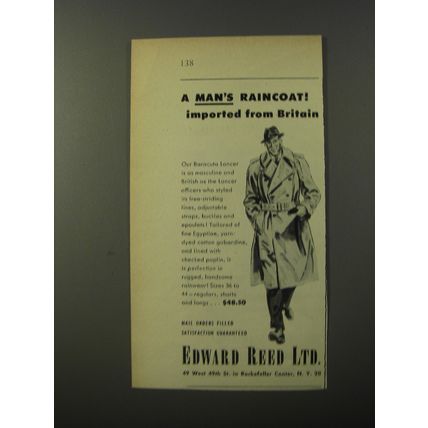 138
A MAN'S RAINCOAT!
imported from Britain
Our Baracuta Lancer
is as masculine and
British as the Lancer
officers who styled
its free-striding
lines, adjustable
straps, buckles and
epaulets! Tailored of
fine Egyptian, yarn-
dyed cotton gabardine,
and lined with
checked poplin, it
is perfection in
rugged, handsome
rainwear! Sizes 36 to
44—regulars, shorts
and longs . . . $48.50
MAIL ORDERS FILLED
SATISFACTION GUARANTEED
EDWARD REED LTD.
49 West 49th St. in Rockefeller Center, N. Y. 20